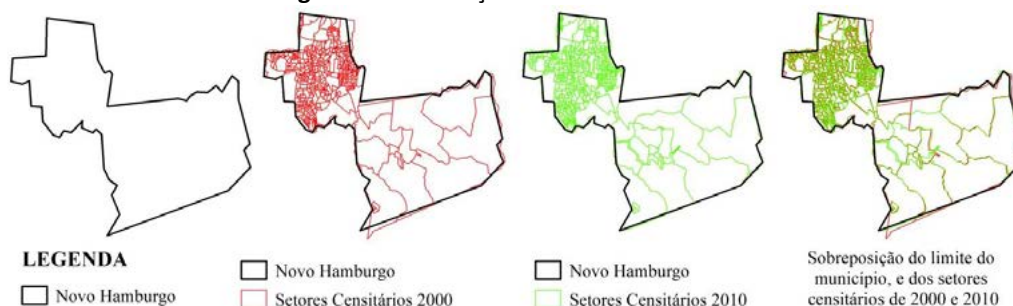 LEGENDA
Novo Hamburgo
Novo Hamburgo
Setores Censitários 2000
Novo Hamburgo
Setores Censitários 2010
Sobreposição do limite do
município, e dos setores
censitários de 2000 e 2010